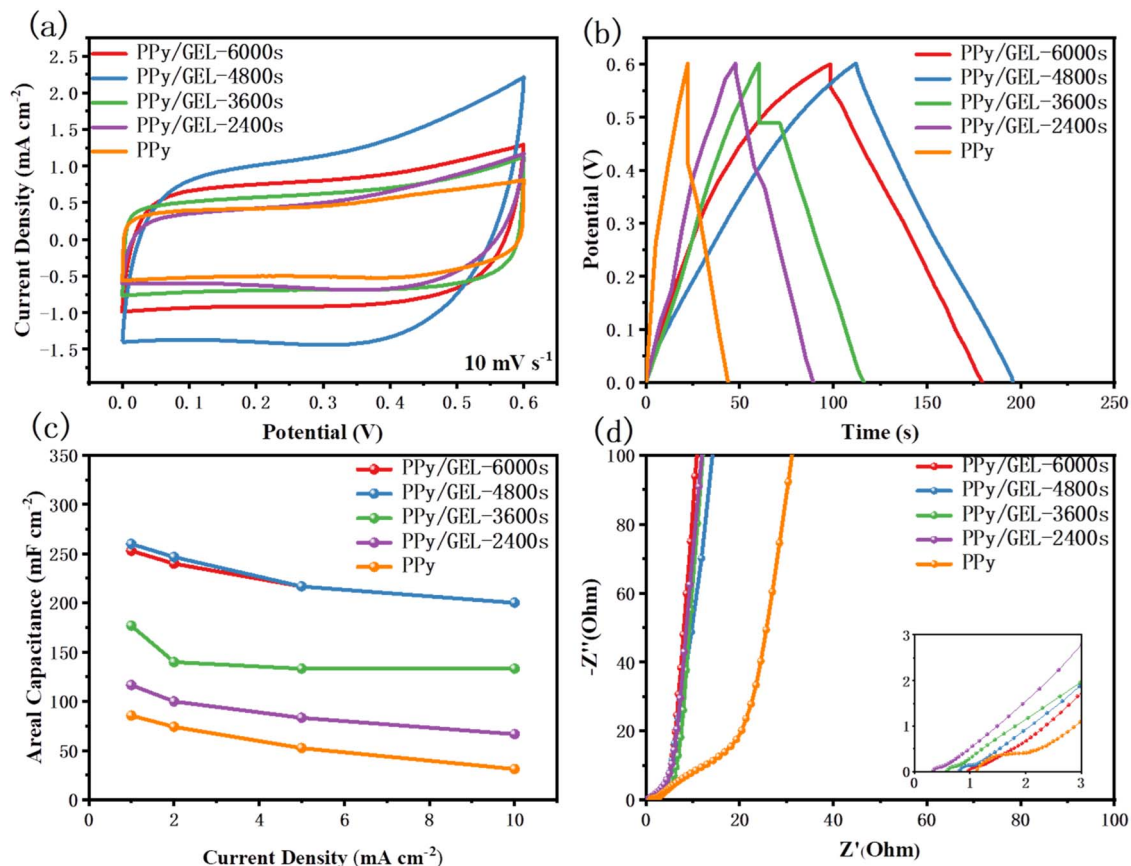 (a)
PPy/GEL-6000s
PPy/GEL-4800s
PPy/GEL-3600s
PPy/GEL-2400s
PPy
2.5
2.0
1.5
1.0
0.5
0.0
-0.5
-1.0
-1.5
Current Density (mA cm⁻²)
10 mV s⁻¹
0.0 0.1 0.2 0.3 0.4 0.5 0.6
Potential (V)
(b)
PPy/GEL-6000s
PPy/GEL-4800s
PPy/GEL-3600s
PPy/GEL-2400s
PPy
0.6
0.5
0.4
0.3
0.2
0.1
0.0
Potential (V)
0 50 100 150 200 250
Time (s)
(c)
PPy/GEL-6000s
PPy/GEL-4800s
PPy/GEL-3600s
PPy/GEL-2400s
PPy
350
300
250
200
150
100
50
0
Areal Capacitance (mF cm⁻²)
0 2 4 6 8 10
Current Density (mA cm⁻²)
(d)
PPy/GEL-6000s
PPy/GEL-4800s
PPy/GEL-3600s
PPy/GEL-2400s
PPy
100
80
60
40
20
0
-Z''(Ohm)
3
2
1
0
0 1 2 3
0 20 40 60 80 100
Z'(Ohm)